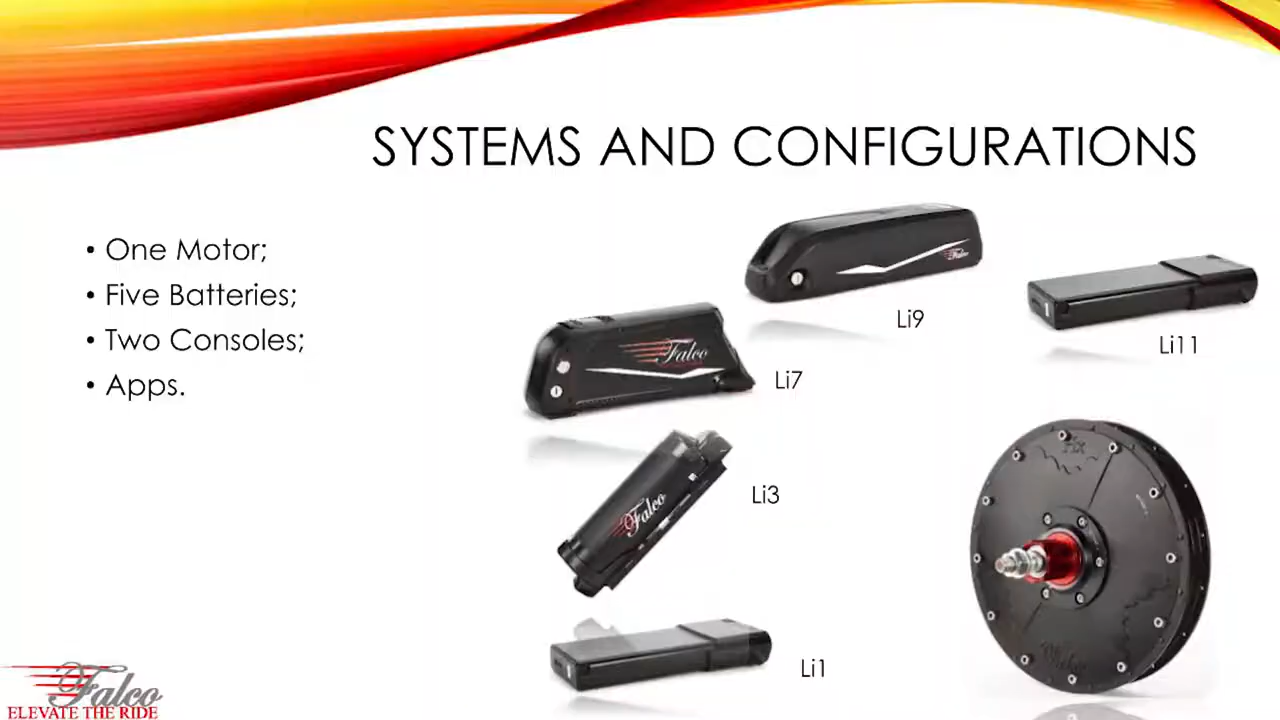 SYSTEMS AND CONFIGURATIONS
• One Motor;
• Five Batteries;
• Two Consoles;
• Apps.
Falco
Li9
Li11
Falco
Li7
Falco
Li3
Li1
Falco
ELEVATE THE RIDE